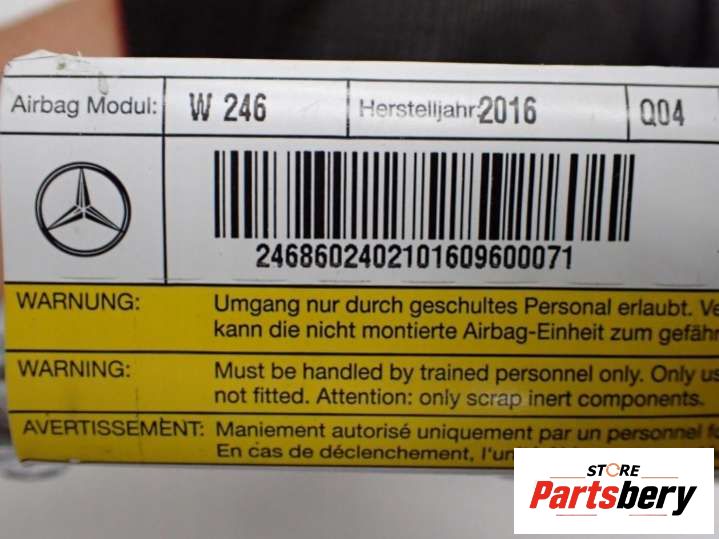 Airbag Modul: W 246 Herstelljahr: 2016 Q04
2468602402101609600071
WARNUNG: Umgang nur durch geschultes Personal erlaubt.
kann die nicht montierte Airbag-Einheit zum
WARNING: Must be handled by trained personnel only. Only
not fitted. Attention: only scrap inert components.
AVERTISSEMENT: Maniement autorisé uniquement par un personnel
En cas de déclenchement,
STORE
Partsbery